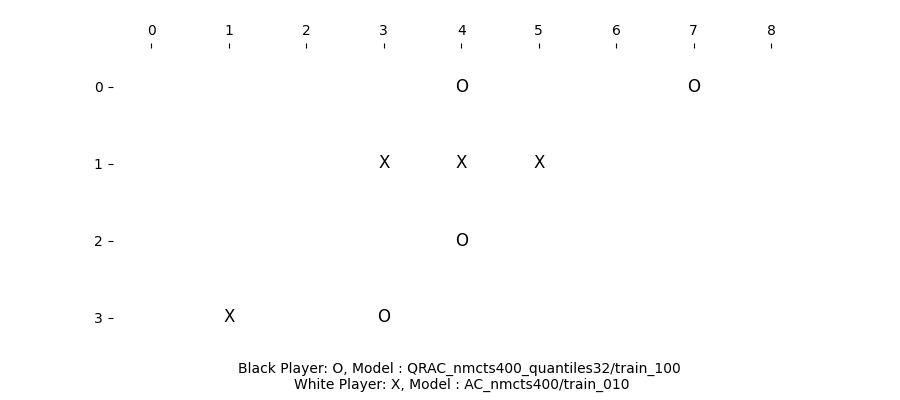 0 1 2 3 4 5 6 7 8
0 O O
1 X X X
2 O
3 X O
Black Player: O, Model : QRAC_nmcts400_quantiles32/train_100
White Player: X, Model : AC_nmcts400/train_010